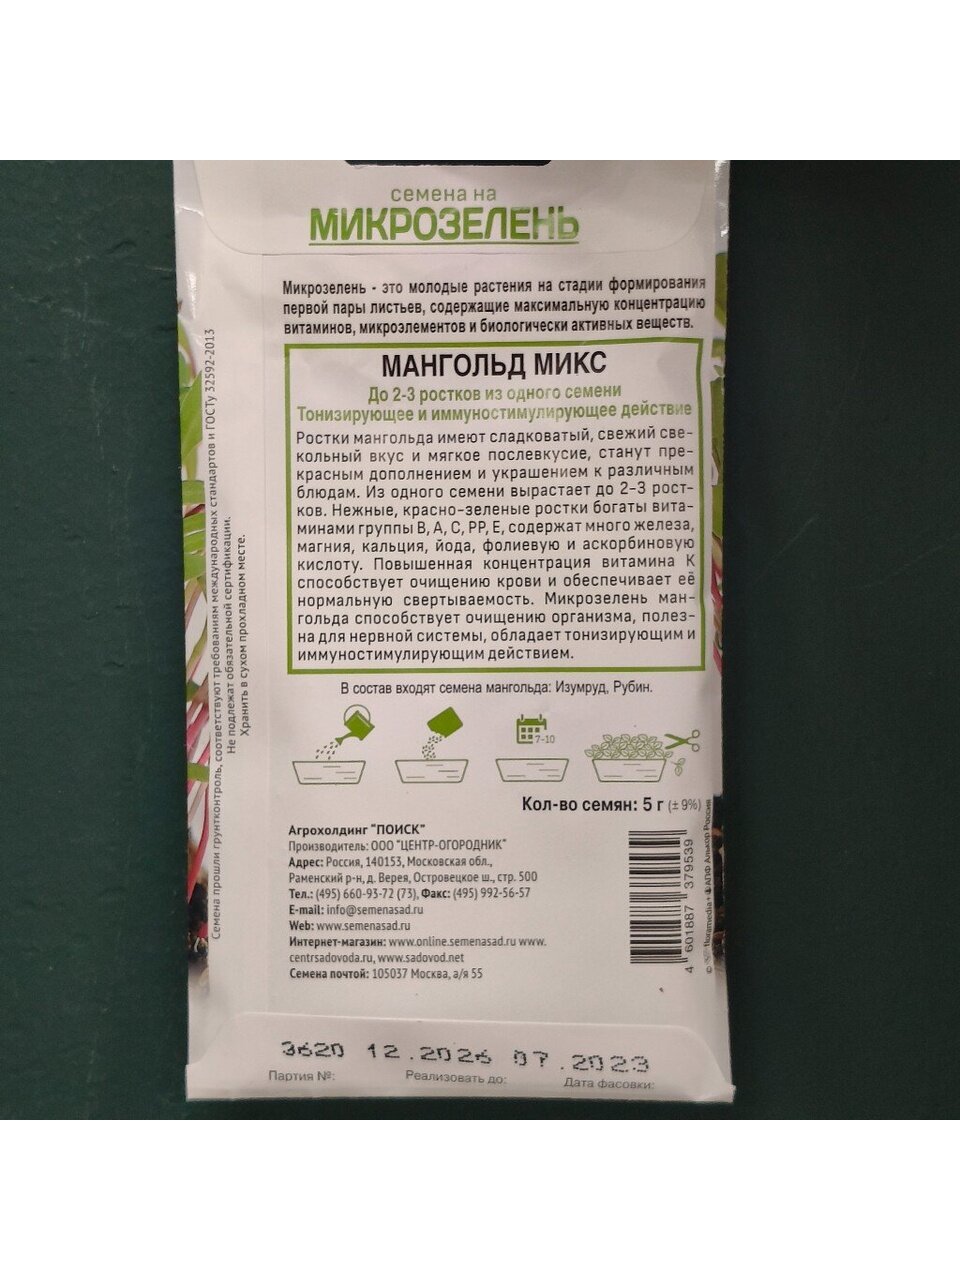 семена на
МИКРОЗЕЛЕНЬ
Микрозелень - это молодые растения на стадии формирования
первой пары листьев, содержащие максимальную концентрацию
витаминов, микроэлементов и биологически активных веществ.
МАНГОЛЬД МИКС
До 2-3 ростков из одного семени
Тонизирующее и иммуностимулирующее действие
Ростки мангольда имеют сладковатый, свежий све-
кольный вкус и мягкое послевкусие, станут пре-
красным дополнением и украшением к различным
блюдам. Из одного семени вырастает до 2-3 рост-
ков. Нежные, красно-зеленые ростки богаты вита-
минами группы В, А, С, РР, Е, содержат много железа,
магния, кальция, йода, фолиевую и аскорбиновую
кислоту. Повышенная концентрация витамина К
способствует очищению крови и обеспечивает её
нормальную свертываемость. Микрозелень ман-
гольда способствует очищению организма, полез-
на для нервной системы, обладает тонизирующим и
иммуностимулирующим действием.
В состав входят семена мангольда: Изумруд, Рубин.
7-10
Кол-во семян: 5 г (± 9%)
Агрохолдинг "ПОИСК"
Производитель: ООО "ЦЕНТР-ОГОРОДНИК"
Адрес: Россия, 140153, Московская обл.,
Раменский р-н, д. Верея, Островецкое ш., стр. 500
Тел.: (495) 660-93-72 (73), Факс: (495) 992-56-57
E-mail: info@semenasad.ru
Web: www.semenasad.ru
Интернет-магазин: www.online.semenasad.ru www.
centrsadovoda.ru, www.sadovod.net
Семена почтой: 105037 Москва, а/я 55
4 601887 379539
АПФ Алькор Россия
Семена прошли грунтконтроль, соответствуют требованиям международных стандартов и ГОСТу 32592-2013
Не подлежат обязательной сертификации.
Хранить в сухом прохладном месте.
3620 12.2026 07.2023
Партия №: Реализовать до: Дата фасовки: